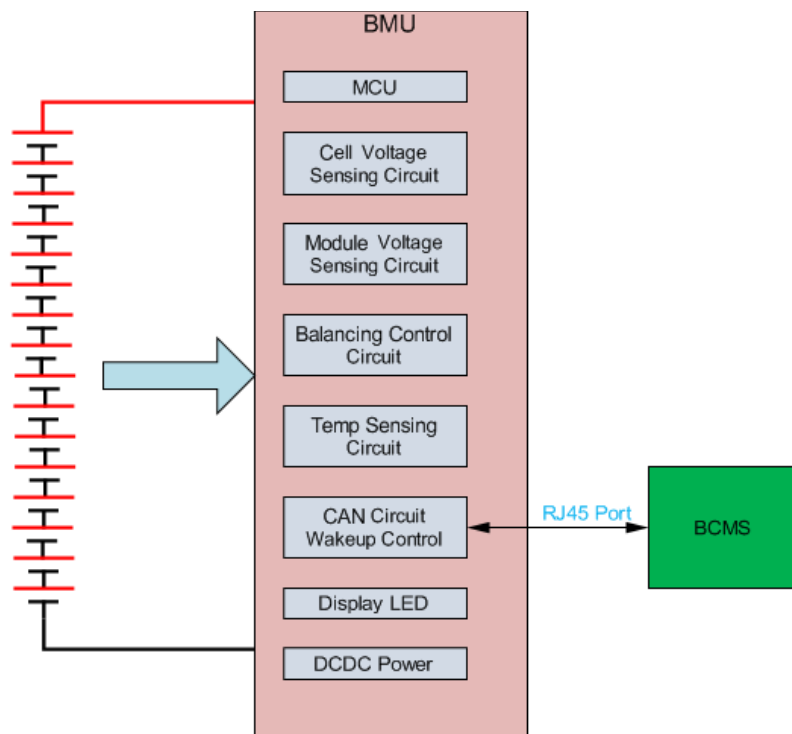 BMU
MCU
Cell Voltage
Sensing Circuit
Module Voltage
Sensing Circuit
Balancing Control
Circuit
Temp Sensing
Circuit
CAN Circuit
Wakeup Control
RJ45 Port
BCMS
Display LED
DCDC Power